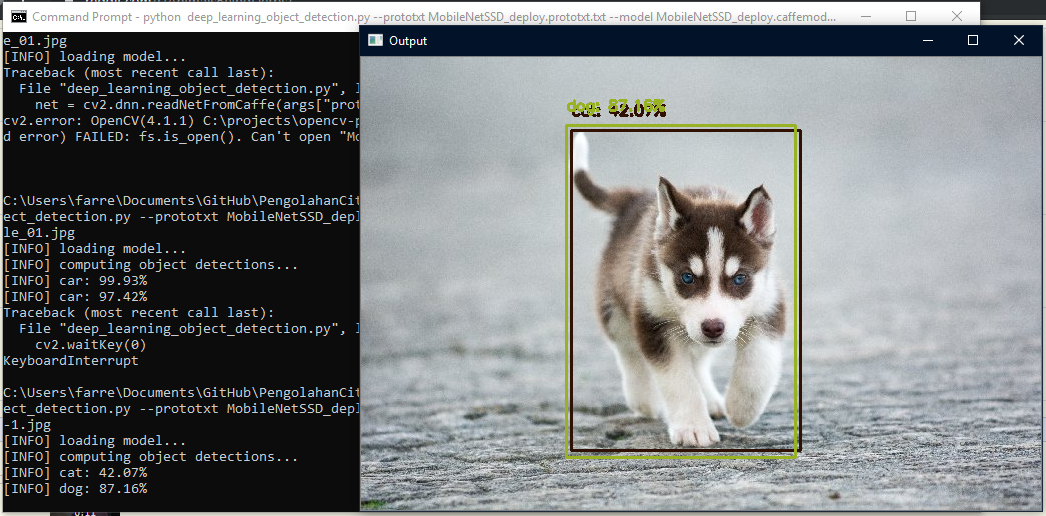 Command Prompt - python deep_learning_object_detection.py --prototxt MobileNetSSD_deploy.prototxt.txt --model MobileNetSSD_deploy.caffemod...
Output
e_01.jpg
[INFO] loading model...
Traceback (most recent call last):
File "deep_learning_object_detection.py", l
net = cv2.dnn.readNetFromCaffe(args["prot
cv2.error: OpenCV(4.1.1) C:\projects\opencv-p
d error) FAILED: fs.is_open(). Can't open "Mo
C:\Users\farre\Documents\GitHub\PengolahanCit
ect_detection.py --prototxt MobileNetSSD_depl
le_01.jpg
[INFO] loading model...
[INFO] computing object detections...
[INFO] car: 99.93%
[INFO] car: 97.42%
Traceback (most recent call last):
File "deep_learning_object_detection.py", l
cv2.waitKey(0)
KeyboardInterrupt
C:\Users\farre\Documents\GitHub\PengolahanCit
ect_detection.py --prototxt MobileNetSSD_depl
-1.jpg
[INFO] loading model...
[INFO] computing object detections...
[INFO] cat: 42.07%
[INFO] dog: 87.16%
dog: 87.16%
cat: 42.07%